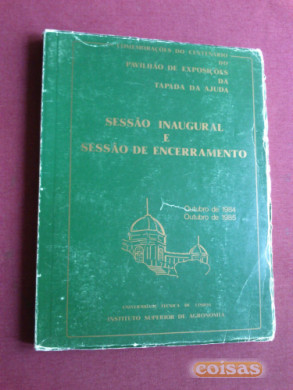 COMEMORAÇÕES DO CENTENÁRIO
DO
PAVILHÃO DE EXPOSIÇÕES
DA
TAPADA DA AJUDA
SESSÃO INAUGURAL
E
SESSÃO DE ENCERRAMENTO
Outubro de 1984
Outubro de 1985
UNIVERSIDADE TÉCNICA DE LISBOA
INSTITUTO SUPERIOR DE AGRONOMIA
coisas